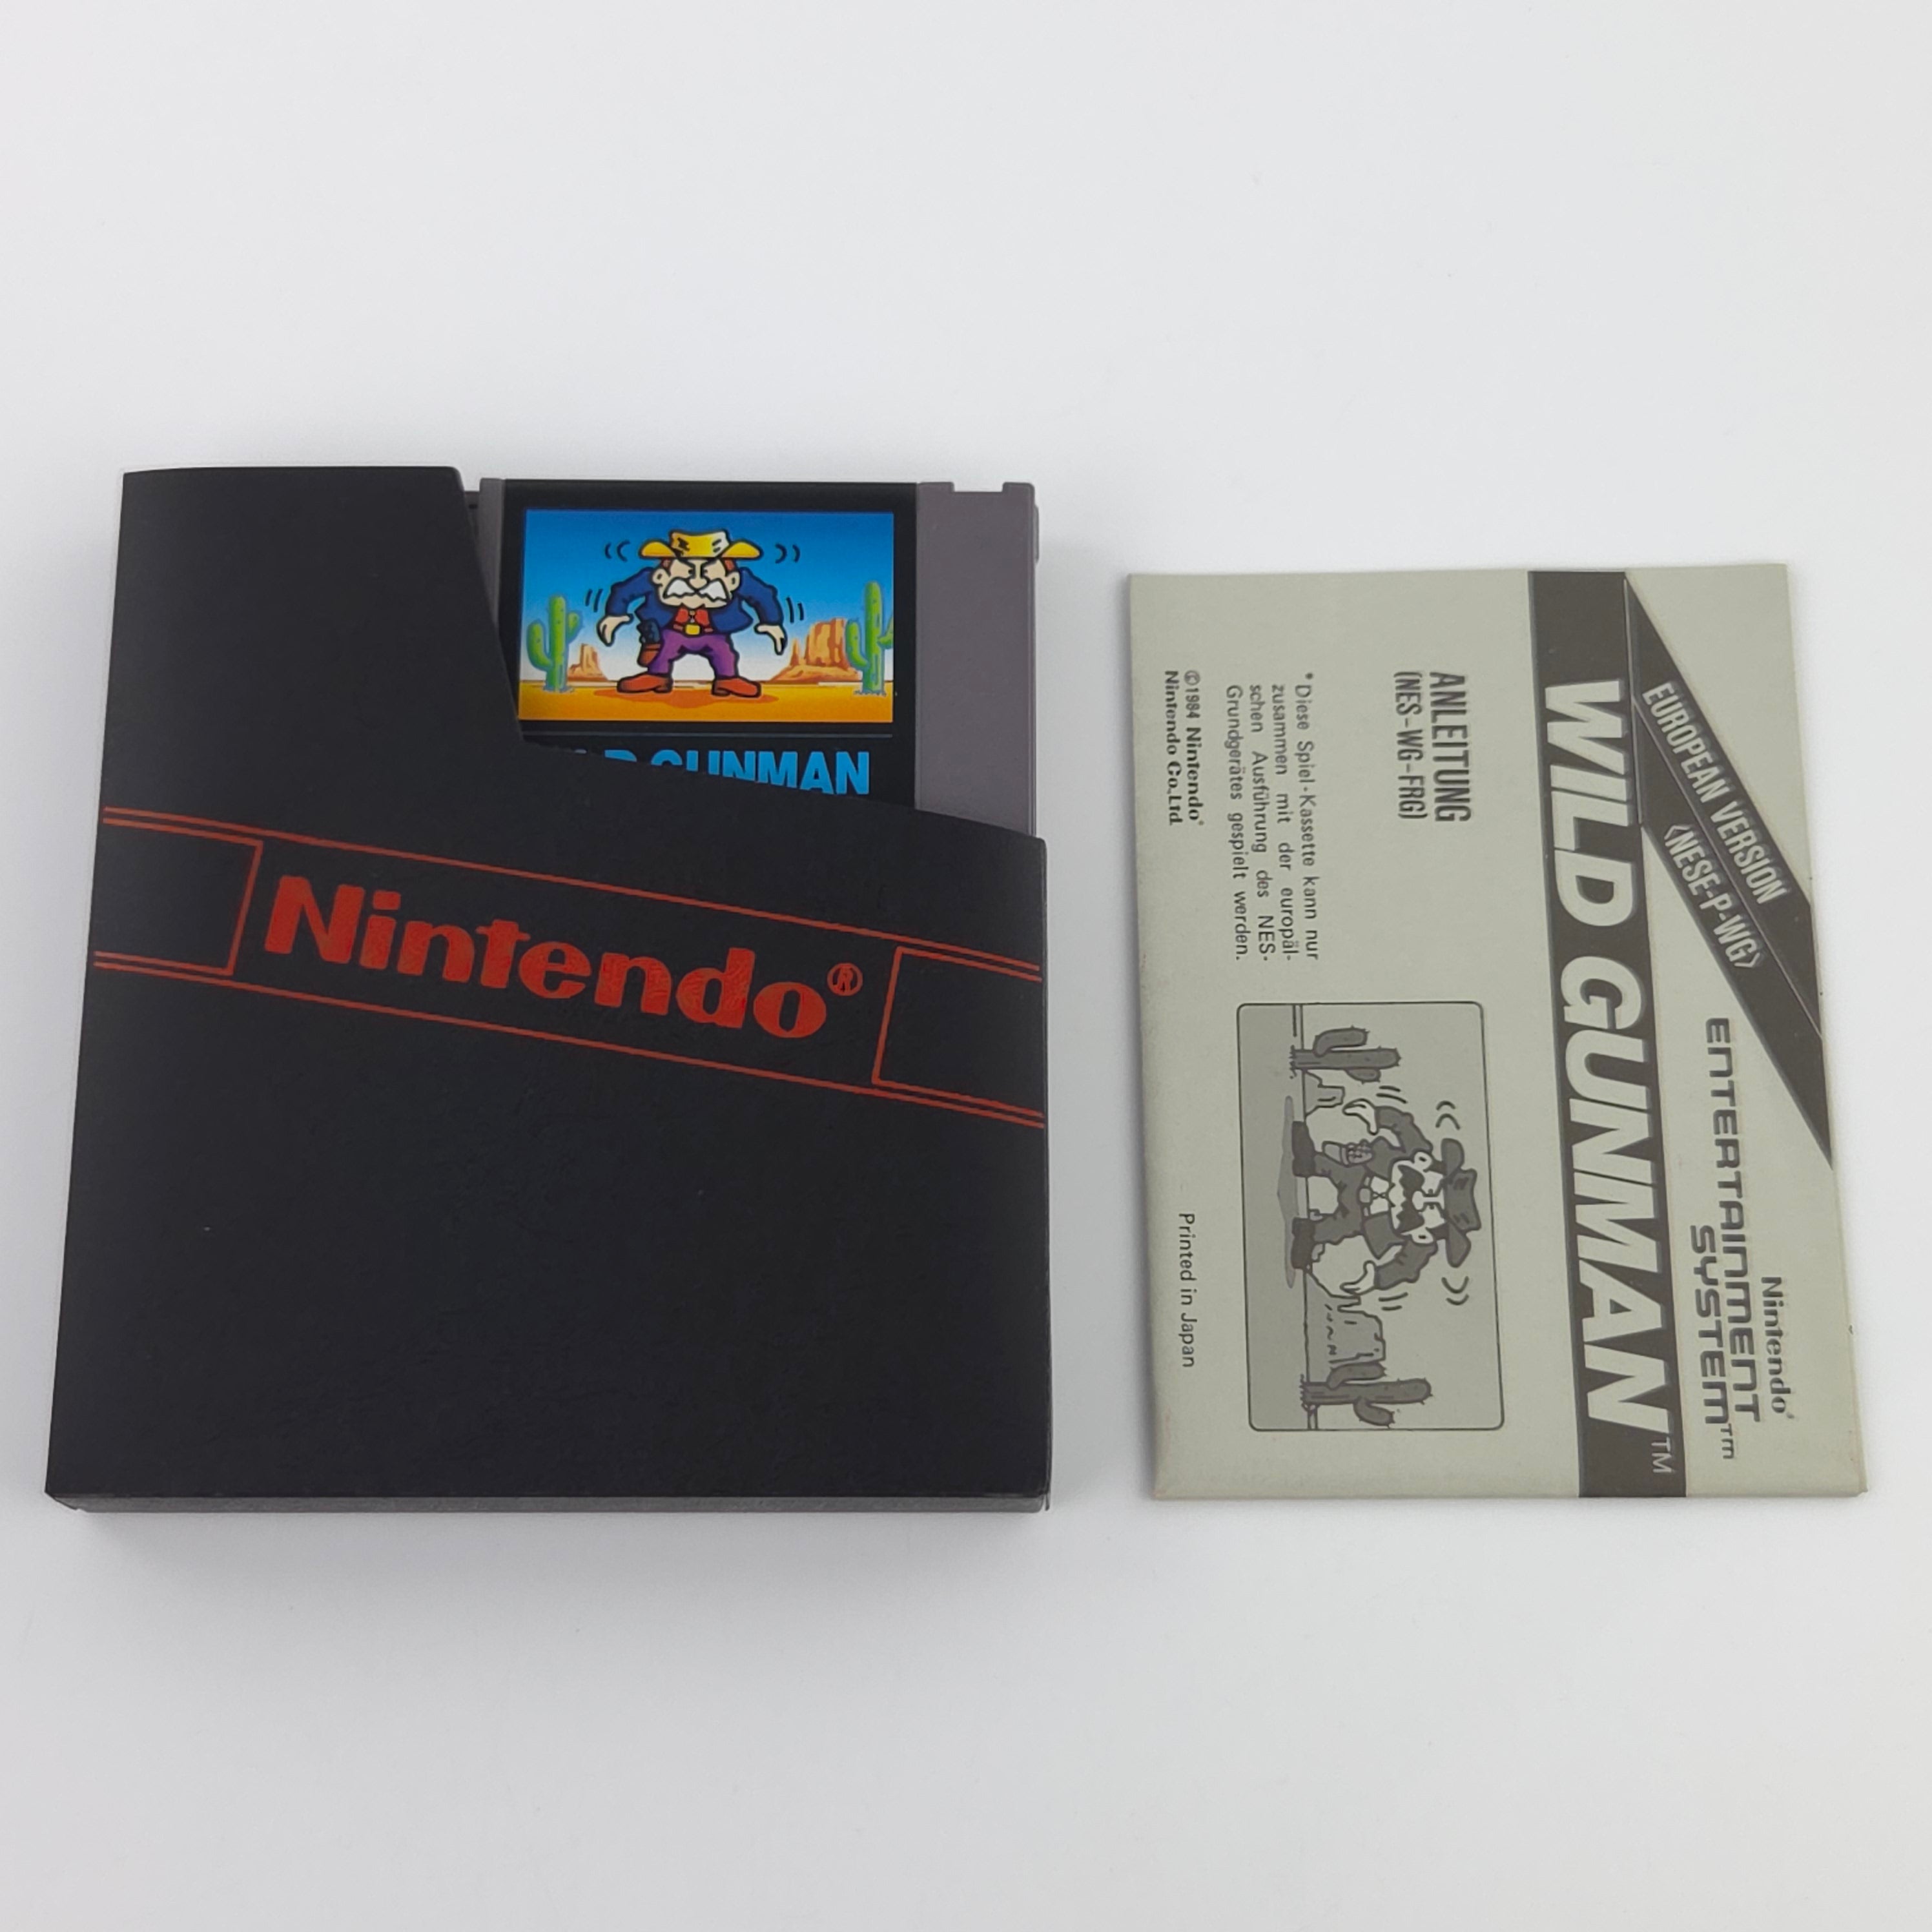 GUNMAN
Nintendo®
EUROPEAN VERSION
<NESE-P-WG>
Nintendo®
ENTERTAINMENT
SYSTEM™
WILD GUNMAN™
ANLEITUNG
(NES-WG-FRG)
*Diese Spiel-Kassette kann nur
zusammen mit der europäi-
schen Ausführung des NES-
Grundgerätes gespielt werden.
©1984 Nintendo®
Nintendo Co.,Ltd.
Printed in Japan